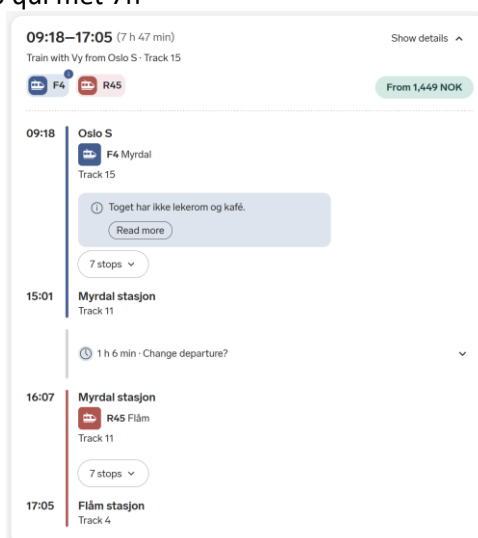 qui met 7h
09:18–17:05 (7 h 47 min)
Show details
Train with Vy from Oslo S · Track 15
F4 R45
From 1,449 NOK
09:18 Oslo S
F4 Myrdal
Track 15
Toget har ikke lekerom og kafé.
Read more
7 stops
15:01 Myrdal stasjon
Track 11
1 h 6 min · Change departure?
16:07 Myrdal stasjon
R45 Flåm
Track 11
7 stops
17:05 Flåm stasjon
Track 4